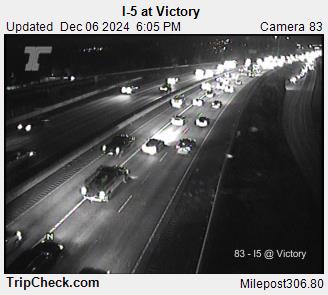 I-5 at Victory
Updated Dec 06 2024 6:05 PM Camera 83
T
N
83 - I5 @ Victory
TripCheck.com Milepost306.80